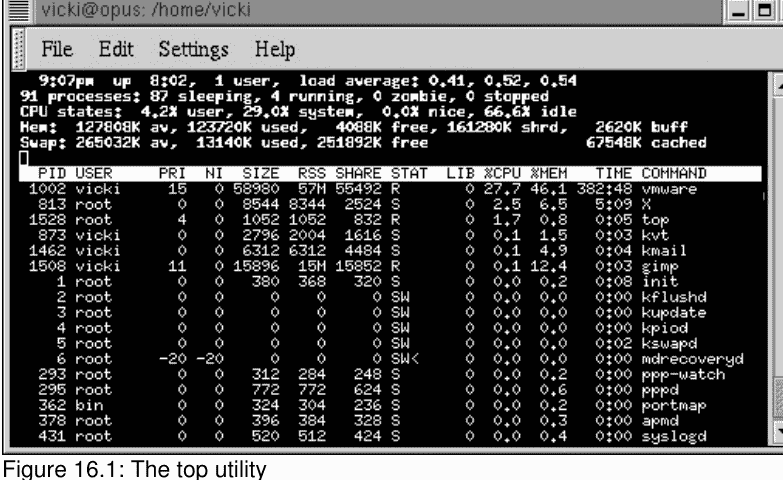 vicki@opus: /home/vicki
File Edit Settings Help
9:07pm up 8:02, 1 user, load average: 0.41, 0.52, 0.54
91 processes: 87 sleeping, 4 running, 0 zombie, 0 stopped
CPU states: 4.2% user, 29.0% system, 0.0% nice, 66.6% idle
Mem: 127808K av, 123720K used, 4088K free, 161280K shrd, 2620K buff
Swap: 265032K av, 13140K used, 251892K free 67548K cached
PID USER PRI NI SIZE RSS SHARE STAT LIB %CPU %MEM TIME COMMAND
1002 vicki 15 0 58980 57M 55492 R 0 27.7 46.1 382:48 vmware
813 root 0 0 8544 8344 2524 S 0 2.5 6.5 5:09 X
1528 root 4 0 1052 1052 832 R 0 1.7 0.8 0:05 top
873 vicki 0 0 2796 2004 1616 S 0 0.1 1.5 0:03 kvt
1462 vicki 0 0 6312 6312 4484 S 0 0.1 4.9 0:04 kmail
1508 vicki 11 0 15896 15M 15852 R 0 0.1 12.4 0:03 gimp
1 root 0 0 380 368 320 S 0 0.0 0.2 0:08 init
2 root 0 0 0 0 0 SW 0 0.0 0.0 0:00 kflushd
3 root 0 0 0 0 0 SW 0 0.0 0.0 0:00 kupdate
4 root 0 0 0 0 0 SW 0 0.0 0.0 0:00 kpiod
5 root 0 0 0 0 0 SW 0 0.0 0.0 0:02 kswapd
6 root -20 -20 0 0 0 SW< 0 0.0 0.0 0:00 mdrecoveryd
293 root 0 0 312 284 248 S 0 0.0 0.2 0:00 ppp-watch
295 root 0 0 772 772 624 S 0 0.0 0.6 0:00 pppd
362 bin 0 0 324 304 236 S 0 0.0 0.2 0:00 portmap
378 root 0 0 396 384 328 S 0 0.0 0.3 0:00 apmd
431 root 0 0 520 512 424 S 0 0.0 0.4 0:00 syslogd
Figure 16.1: The top utility